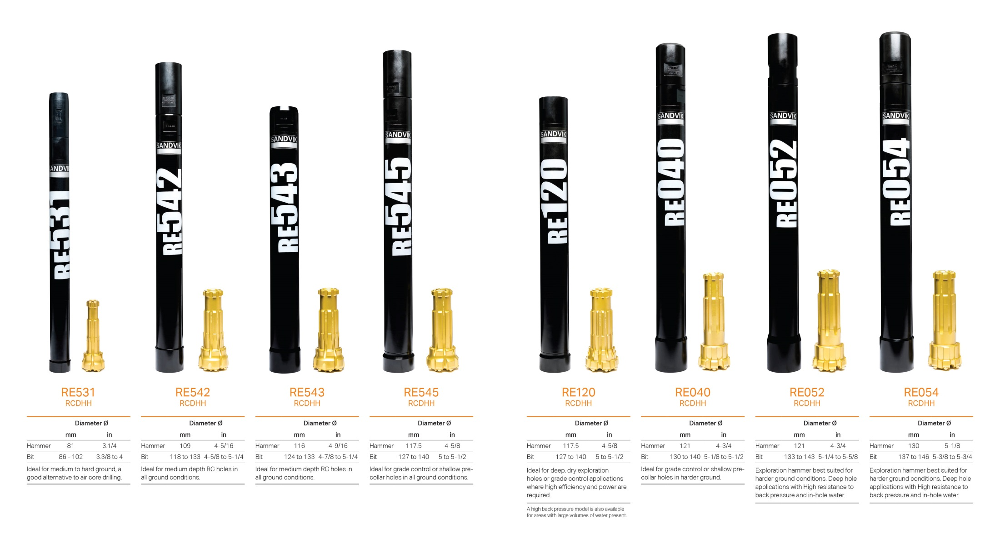 SANDVIK
RE531
SANDVIK
RE542
SANDVIK
RE543
SANDVIK
RE545
SANDVIK
RE120
SANDVIK
RE040
SANDVIK
RE052
SANDVIK
RE054
RE531
RCDHH
Diameter Ø
mm in
Hammer 81 3.1/4
Bit 86 - 102 3.3/8 to 4
Ideal for medium to hard ground, a
good alternative to air core drilling.
RE542
RCDHH
Diameter Ø
mm in
Hammer 109 4-5/16
Bit 118 to 133 4-5/8 to 5-1/4
Ideal for medium depth RC holes in
all ground conditions.
RE543
RCDHH
Diameter Ø
mm in
Hammer 116 4-9/16
Bit 124 to 133 4-7/8 to 5-1/4
Ideal for medium depth RC holes in
all ground conditions.
RE545
RCDHH
Diameter Ø
mm in
Hammer 117.5 4-5/8
Bit 127 to 140 5 to 5-1/2
Ideal for grade control or shallow pre-
collar holes in all ground conditions.
RE120
RCDHH
Diameter Ø
mm in
Hammer 117.5 4-5/8
Bit 127 to 140 5 to 5-1/2
Ideal for deep, dry exploration
holes or grade control applications
where high efficiency and power are
required.
A high back pressure model is also available
for areas with large volumes of water present.
RE040
RCDHH
Diameter Ø
mm in
Hammer 121 4-3/4
Bit 130 to 140 5-1/8 to 5-1/2
Ideal for grade control or shallow pre-
collar holes in harder ground.
RE052
RCDHH
Diameter Ø
mm in
Hammer 121 4-3/4
Bit 133 to 143 5-1/4 to 5-5/8
Exploration hammer best suited for
harder ground conditions. Deep hole
applications with High resistance to
back pressure and in-hole water.
RE054
RCDHH
Diameter Ø
mm in
Hammer 130 5-1/8
Bit 137 to 146 5-3/8 to 5-3/4
Exploration hammer best suited for
harder ground conditions. Deep hole
applications with High resistance to
back pressure and in-hole water.